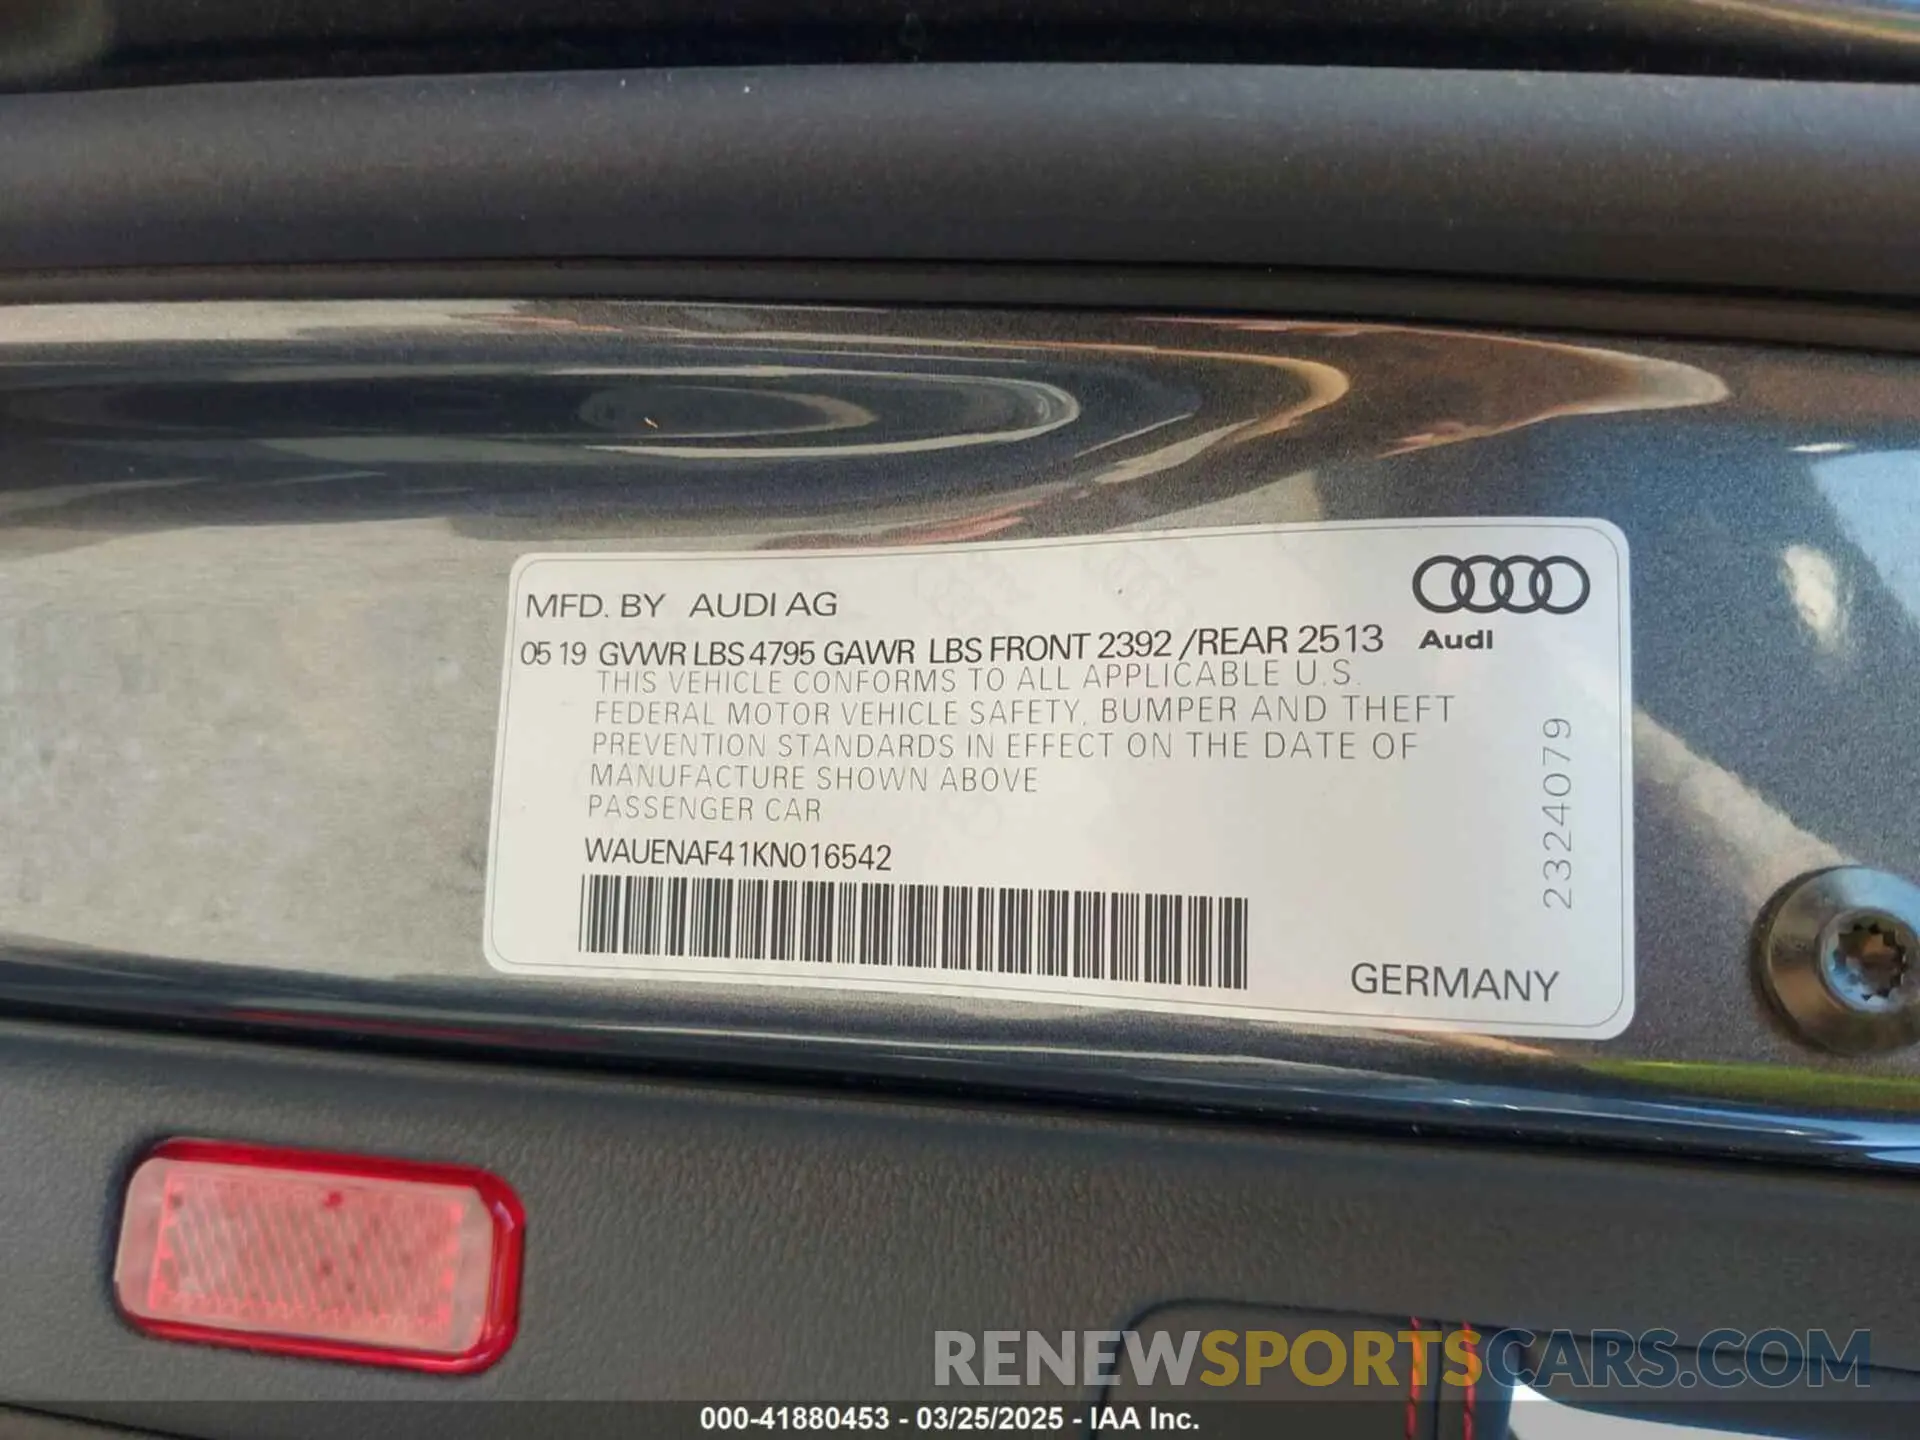 MFD. BY AUDI AG
05 19 GVWR LBS 4795 GAWR LBS FRONT 2392 /REAR 2513
Audi
THIS VEHICLE CONFORMS TO ALL APPLICABLE U.S.
FEDERAL MOTOR VEHICLE SAFETY, BUMPER AND THEFT
PREVENTION STANDARDS IN EFFECT ON THE DATE OF
MANUFACTURE SHOWN ABOVE
PASSENGER CAR
WAUENAF41KN016542
2324079
GERMANY
RENEWSPORTSCARS.COM
000-41880453 - 03/25/2025 - IAA Inc.